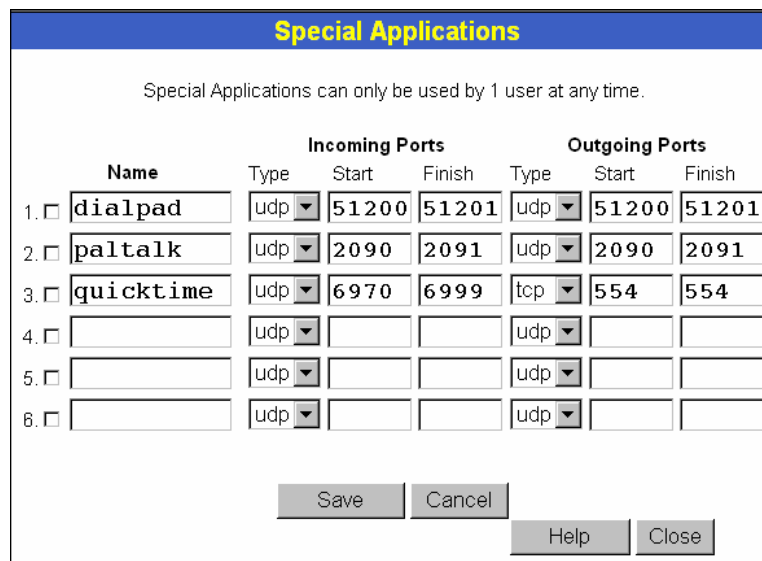 Special Applications
Special Applications can only be used by 1 user at any time.
Incoming Ports Outgoing Ports
Name Type Start Finish Type Start Finish
1. dialpad udp 51200 51201 udp 51200 51201
2. paltalk udp 2090 2091 udp 2090 2091
3. quicktime udp 6970 6999 tcp 554 554
4. udp udp
5. udp udp
6. udp udp
Save Cancel
Help Close